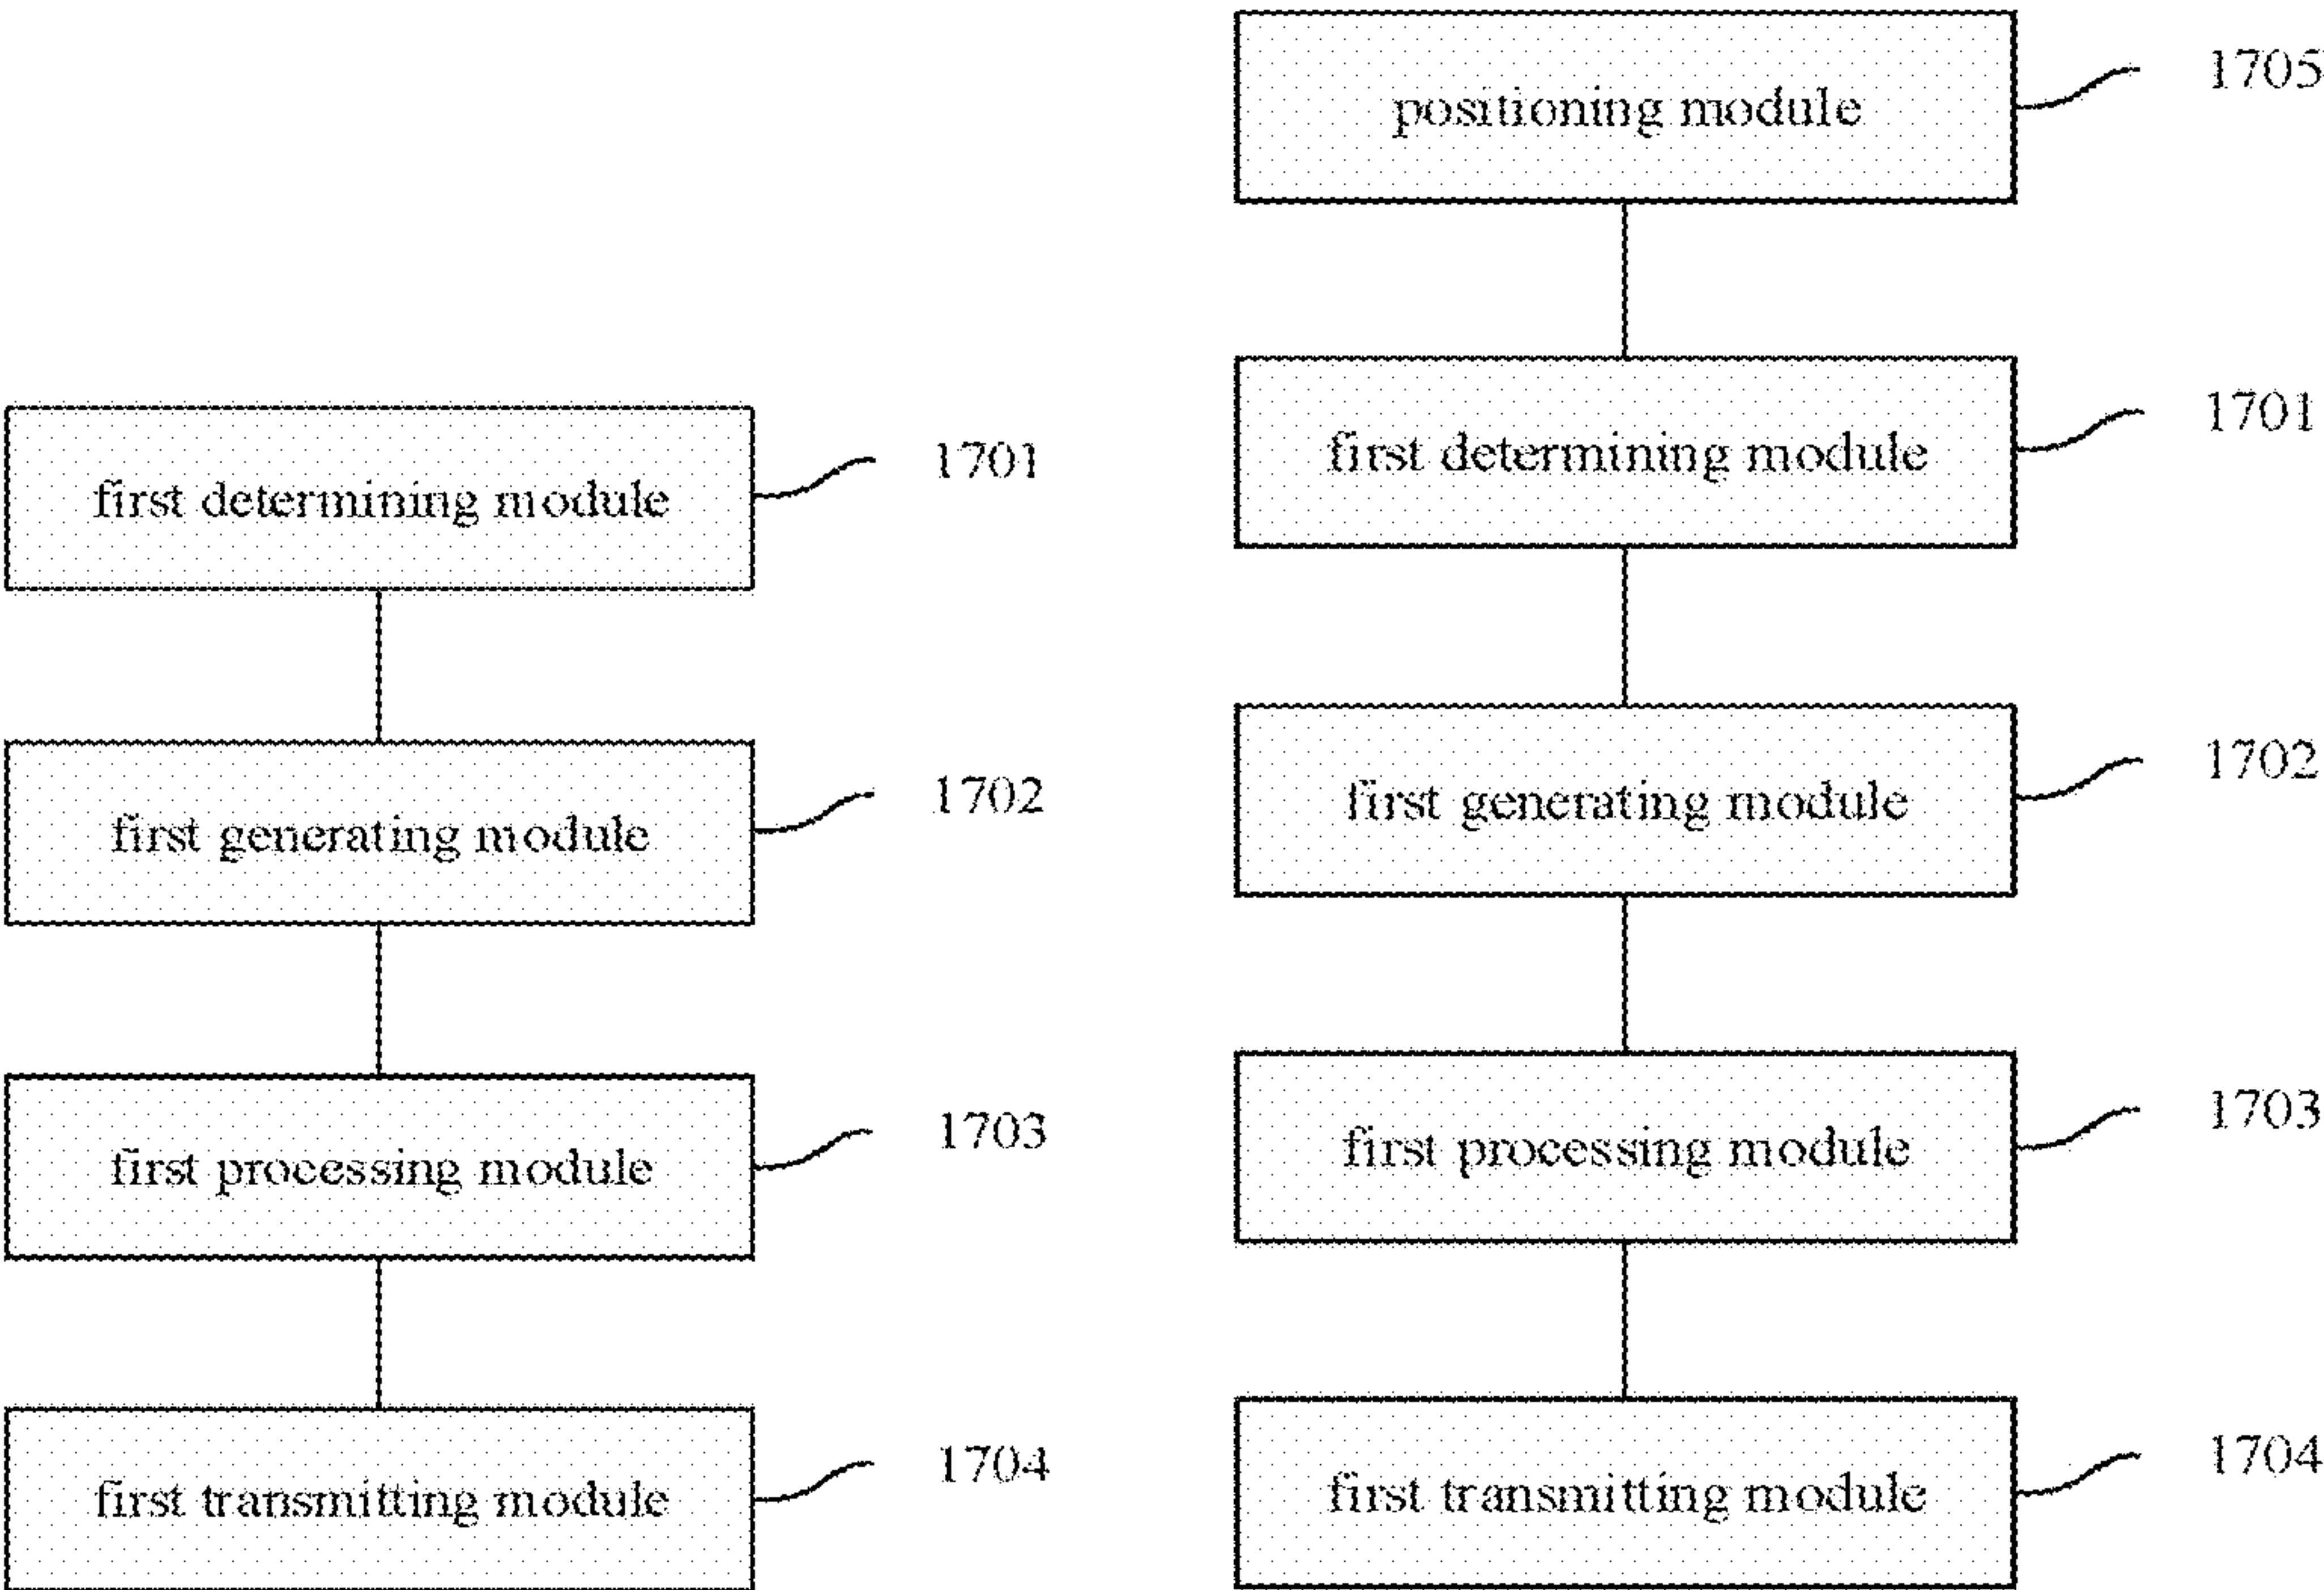 first determining module 1701
first generating module 1702
first processing module 1703
first transmitting module 1704
positioning module 1705
first determining module 1701
first generating module 1702
first processing module 1703
first transmitting module 1704